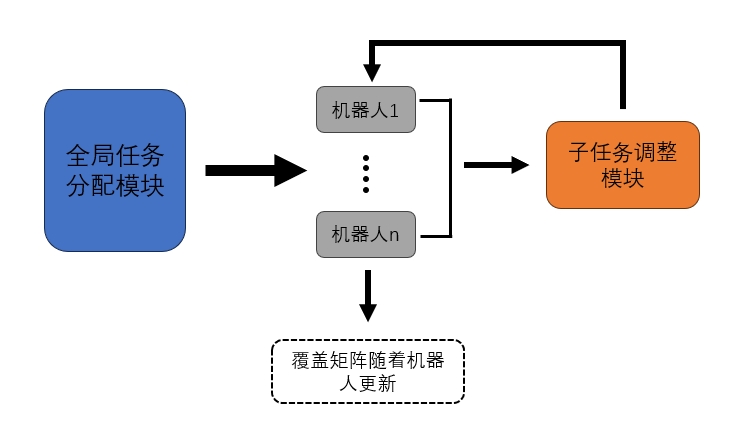 全局任务
分配模块
机器人1
机器人n
子任务调整
模块
覆盖矩阵随着机器
人更新